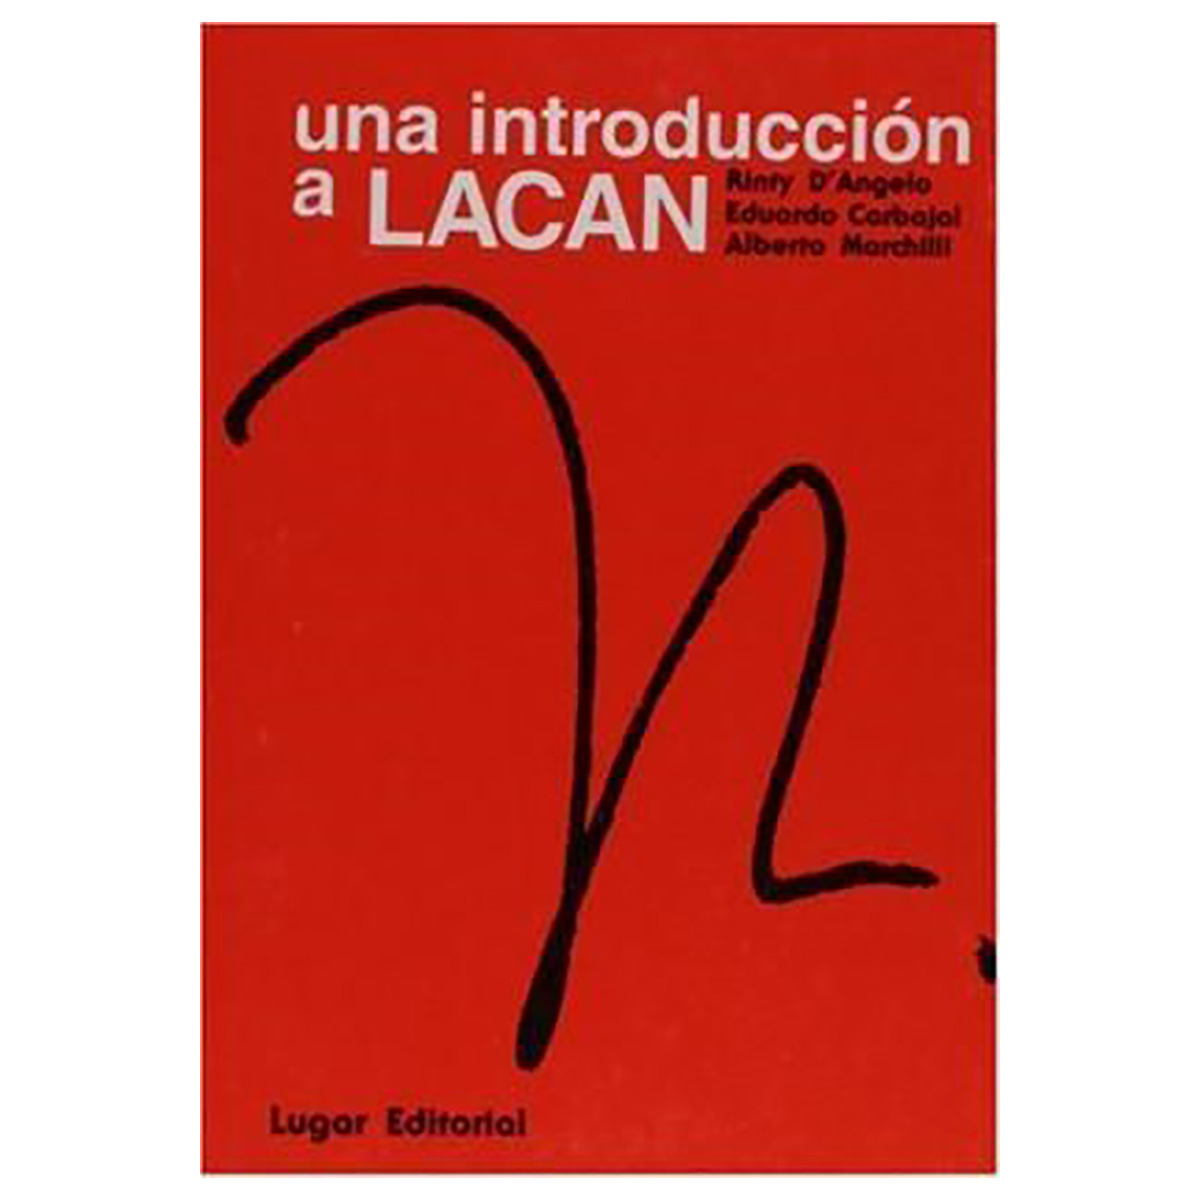 una introducción
a LACAN
Rinty D'Angelo
Eduardo Carbajal
Alberto Marchilli
n.
Lugar Editorial